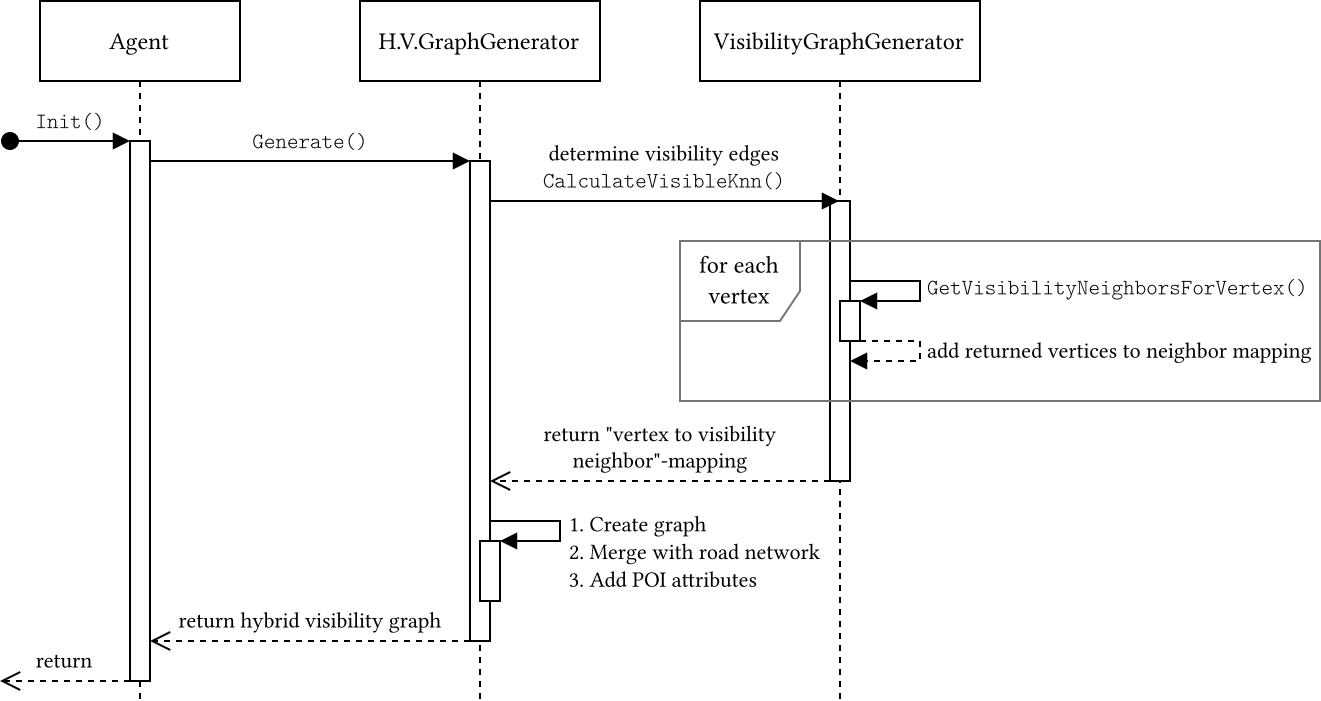 Agent
H.V.GraphGenerator
VisibilityGraphGenerator
Init()
Generate()
determine visibility edges
CalculateVisibleKnn()
for each
vertex
GetVisibilityNeighborsForVertex()
add returned vertices to neighbor mapping
return "vertex to visibility
neighbor"-mapping
1. Create graph
2. Merge with road network
3. Add POI attributes
return hybrid visibility graph
return